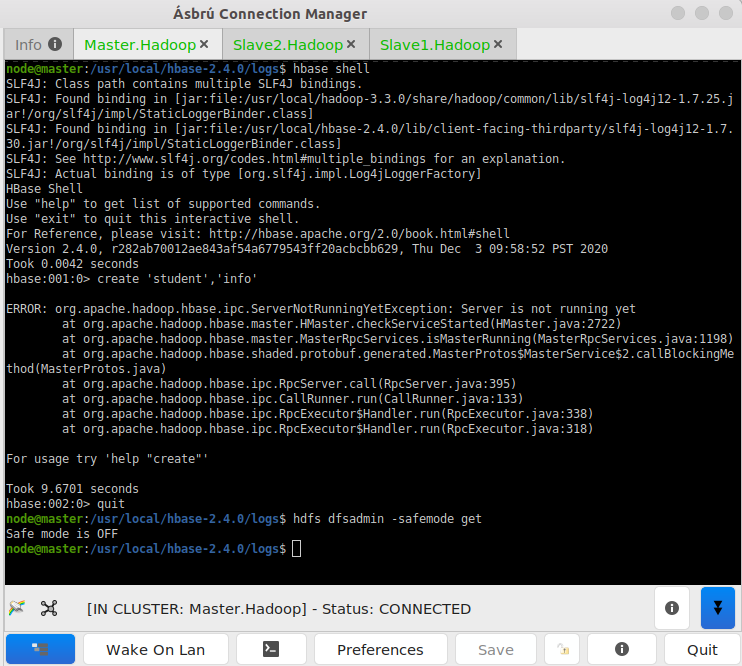 Ásbrú Connection Manager
Info
Master.Hadoop
Slave2.Hadoop
Slave1.Hadoop
node@master:/usr/local/hbase-2.4.0/logs$ hbase shell
SLF4J: Class path contains multiple SLF4J bindings.
SLF4J: Found binding in [jar:file:/usr/local/hadoop-3.3.0/share/hadoop/common/lib/slf4j-log4j12-1.7.25.j
ar!/org/slf4j/impl/StaticLoggerBinder.class]
SLF4J: Found binding in [jar:file:/usr/local/hbase-2.4.0/lib/client-facing-thirdparty/slf4j-log4j12-1.7.
30.jar!/org/slf4j/impl/StaticLoggerBinder.class]
SLF4J: See http://www.slf4j.org/codes.html#multiple_bindings for an explanation.
SLF4J: Actual binding is of type [org.slf4j.impl.Log4jLoggerFactory]
HBase Shell
Use "help" to get list of supported commands.
Use "exit" to quit this interactive shell.
For Reference, please visit: http://hbase.apache.org/2.0/book.html#shell
Version 2.4.0, r282ab70012ae843af54a6779543ff20acbcbb629, Thu Dec  3 09:58:52 PST 2020
Took 0.0042 seconds
hbase:001:0> create 'student','info'
ERROR: org.apache.hadoop.hbase.ipc.ServerNotRunningYetException: Server is not running yet
at org.apache.hadoop.hbase.master.HMaster.checkServiceStarted(HMaster.java:2722)
at org.apache.hadoop.hbase.master.MasterRpcServices.isMasterRunning(MasterRpcServices.java:1198)
at org.apache.hadoop.hbase.shaded.protobuf.generated.MasterProtos$MasterService$2.callBlockingMe
thod(MasterProtos.java)
at org.apache.hadoop.hbase.ipc.RpcServer.call(RpcServer.java:395)
at org.apache.hadoop.hbase.ipc.CallRunner.run(CallRunner.java:133)
at org.apache.hadoop.hbase.ipc.RpcExecutor$Handler.run(RpcExecutor.java:338)
at org.apache.hadoop.hbase.ipc.RpcExecutor$Handler.run(RpcExecutor.java:318)
For usage try 'help "create"'
Took 9.6701 seconds
hbase:002:0> quit
node@master:/usr/local/hbase-2.4.0/logs$ hdfs dfsadmin -safemode get
Safe mode is OFF
node@master:/usr/local/hbase-2.4.0/logs$
[IN CLUSTER: Master.Hadoop] - Status: CONNECTED
Wake On Lan
Preferences
Save
Quit